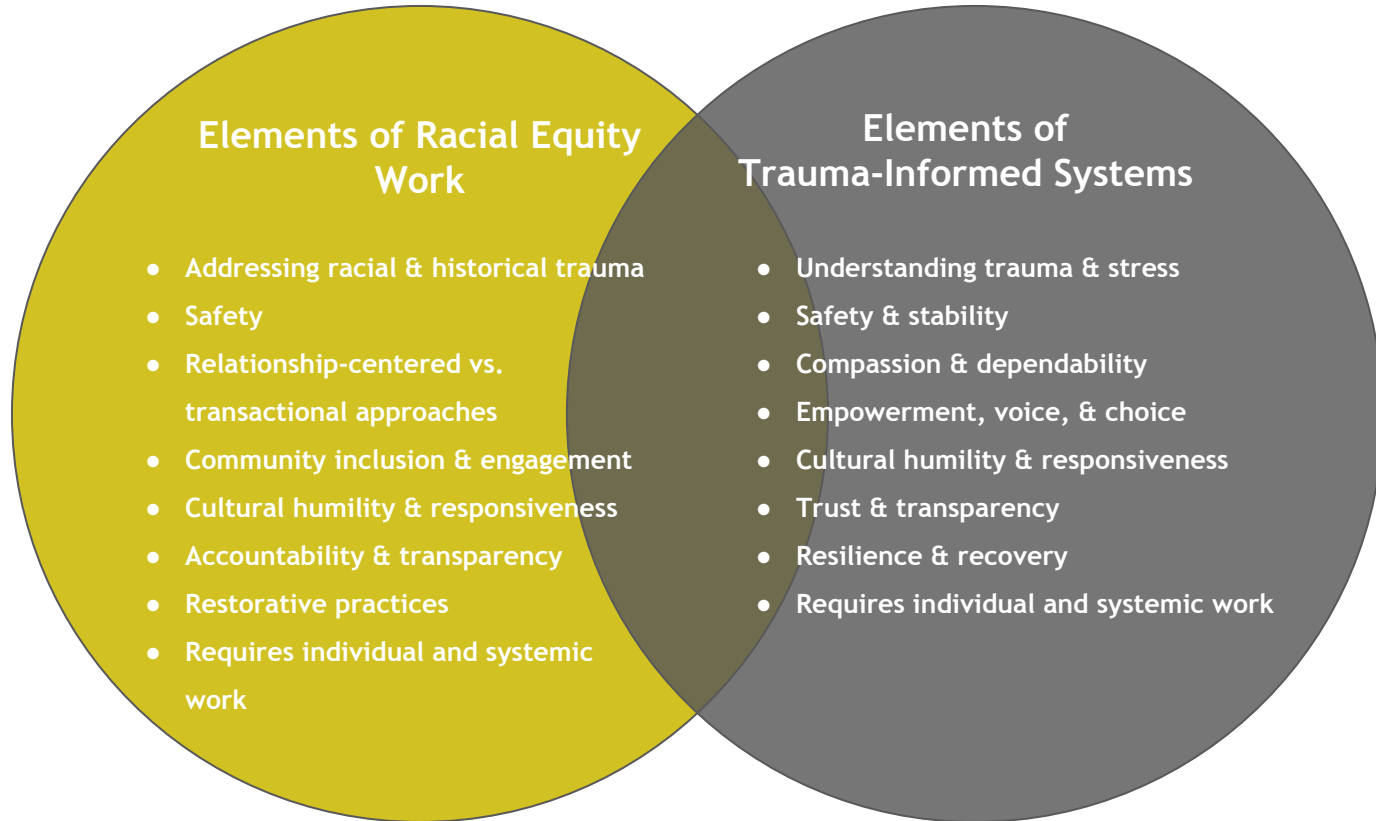 Elements of Racial Equity
Work
● Addressing racial & historical trauma
● Safety
● Relationship-centered vs.
transactional approaches
● Community inclusion & engagement
● Cultural humility & responsiveness
● Accountability & transparency
● Restorative practices
● Requires individual and systemic
work
Elements of
Trauma-Informed Systems
● Understanding trauma & stress
● Safety & stability
● Compassion & dependability
● Empowerment, voice, & choice
● Cultural humility & responsiveness
● Trust & transparency
● Resilience & recovery
● Requires individual and systemic work